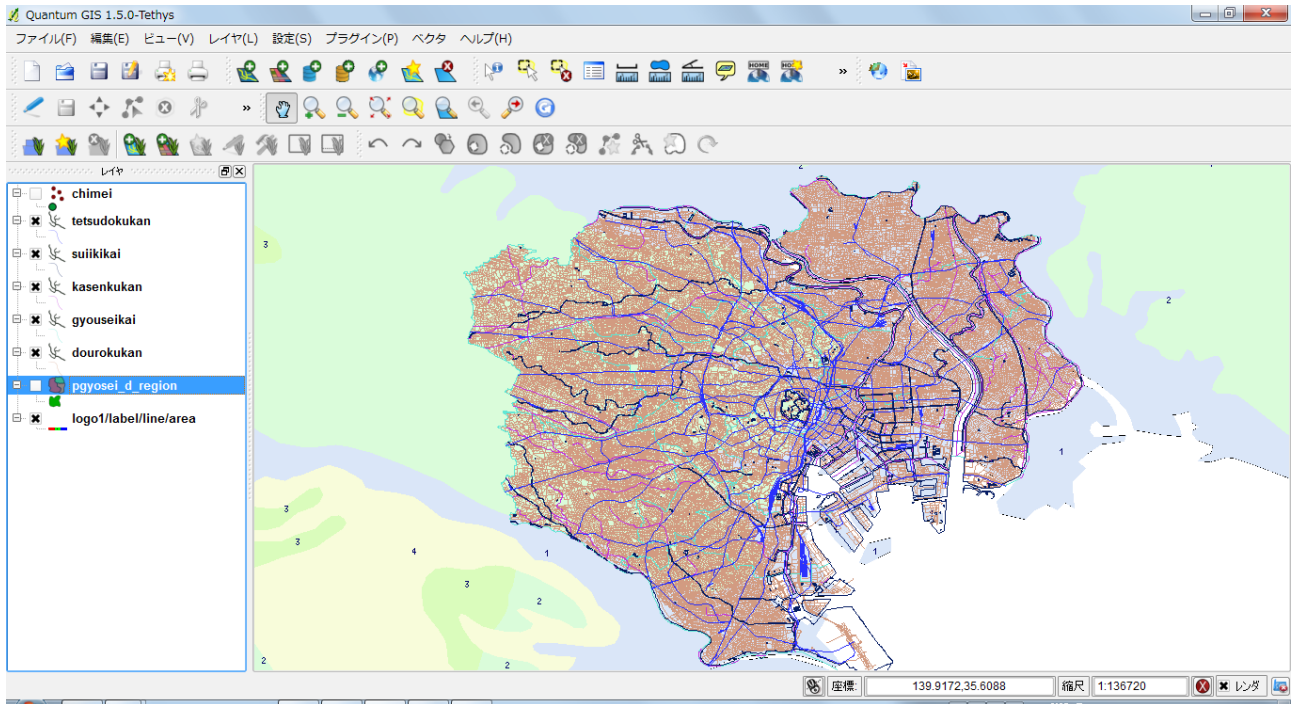 Quantum GIS 1.5.0-Tethys
ファイル(F) 編集(E) ビュー(V) レイヤ(L) 設定(S) プラグイン(P) ベクタ ヘルプ(H)
HOME
»
»
レイヤ
chimei
tetsudokukan
suiikikai
kasenkukan
gyouseikai
dourokukan
pgyosei_d_region
logo1/label/line/area
2
3
2
1
3
3
4
1
1
3
2
2
2
座標:
139.9172,35.6088
縮尺
1:136720
レンダ